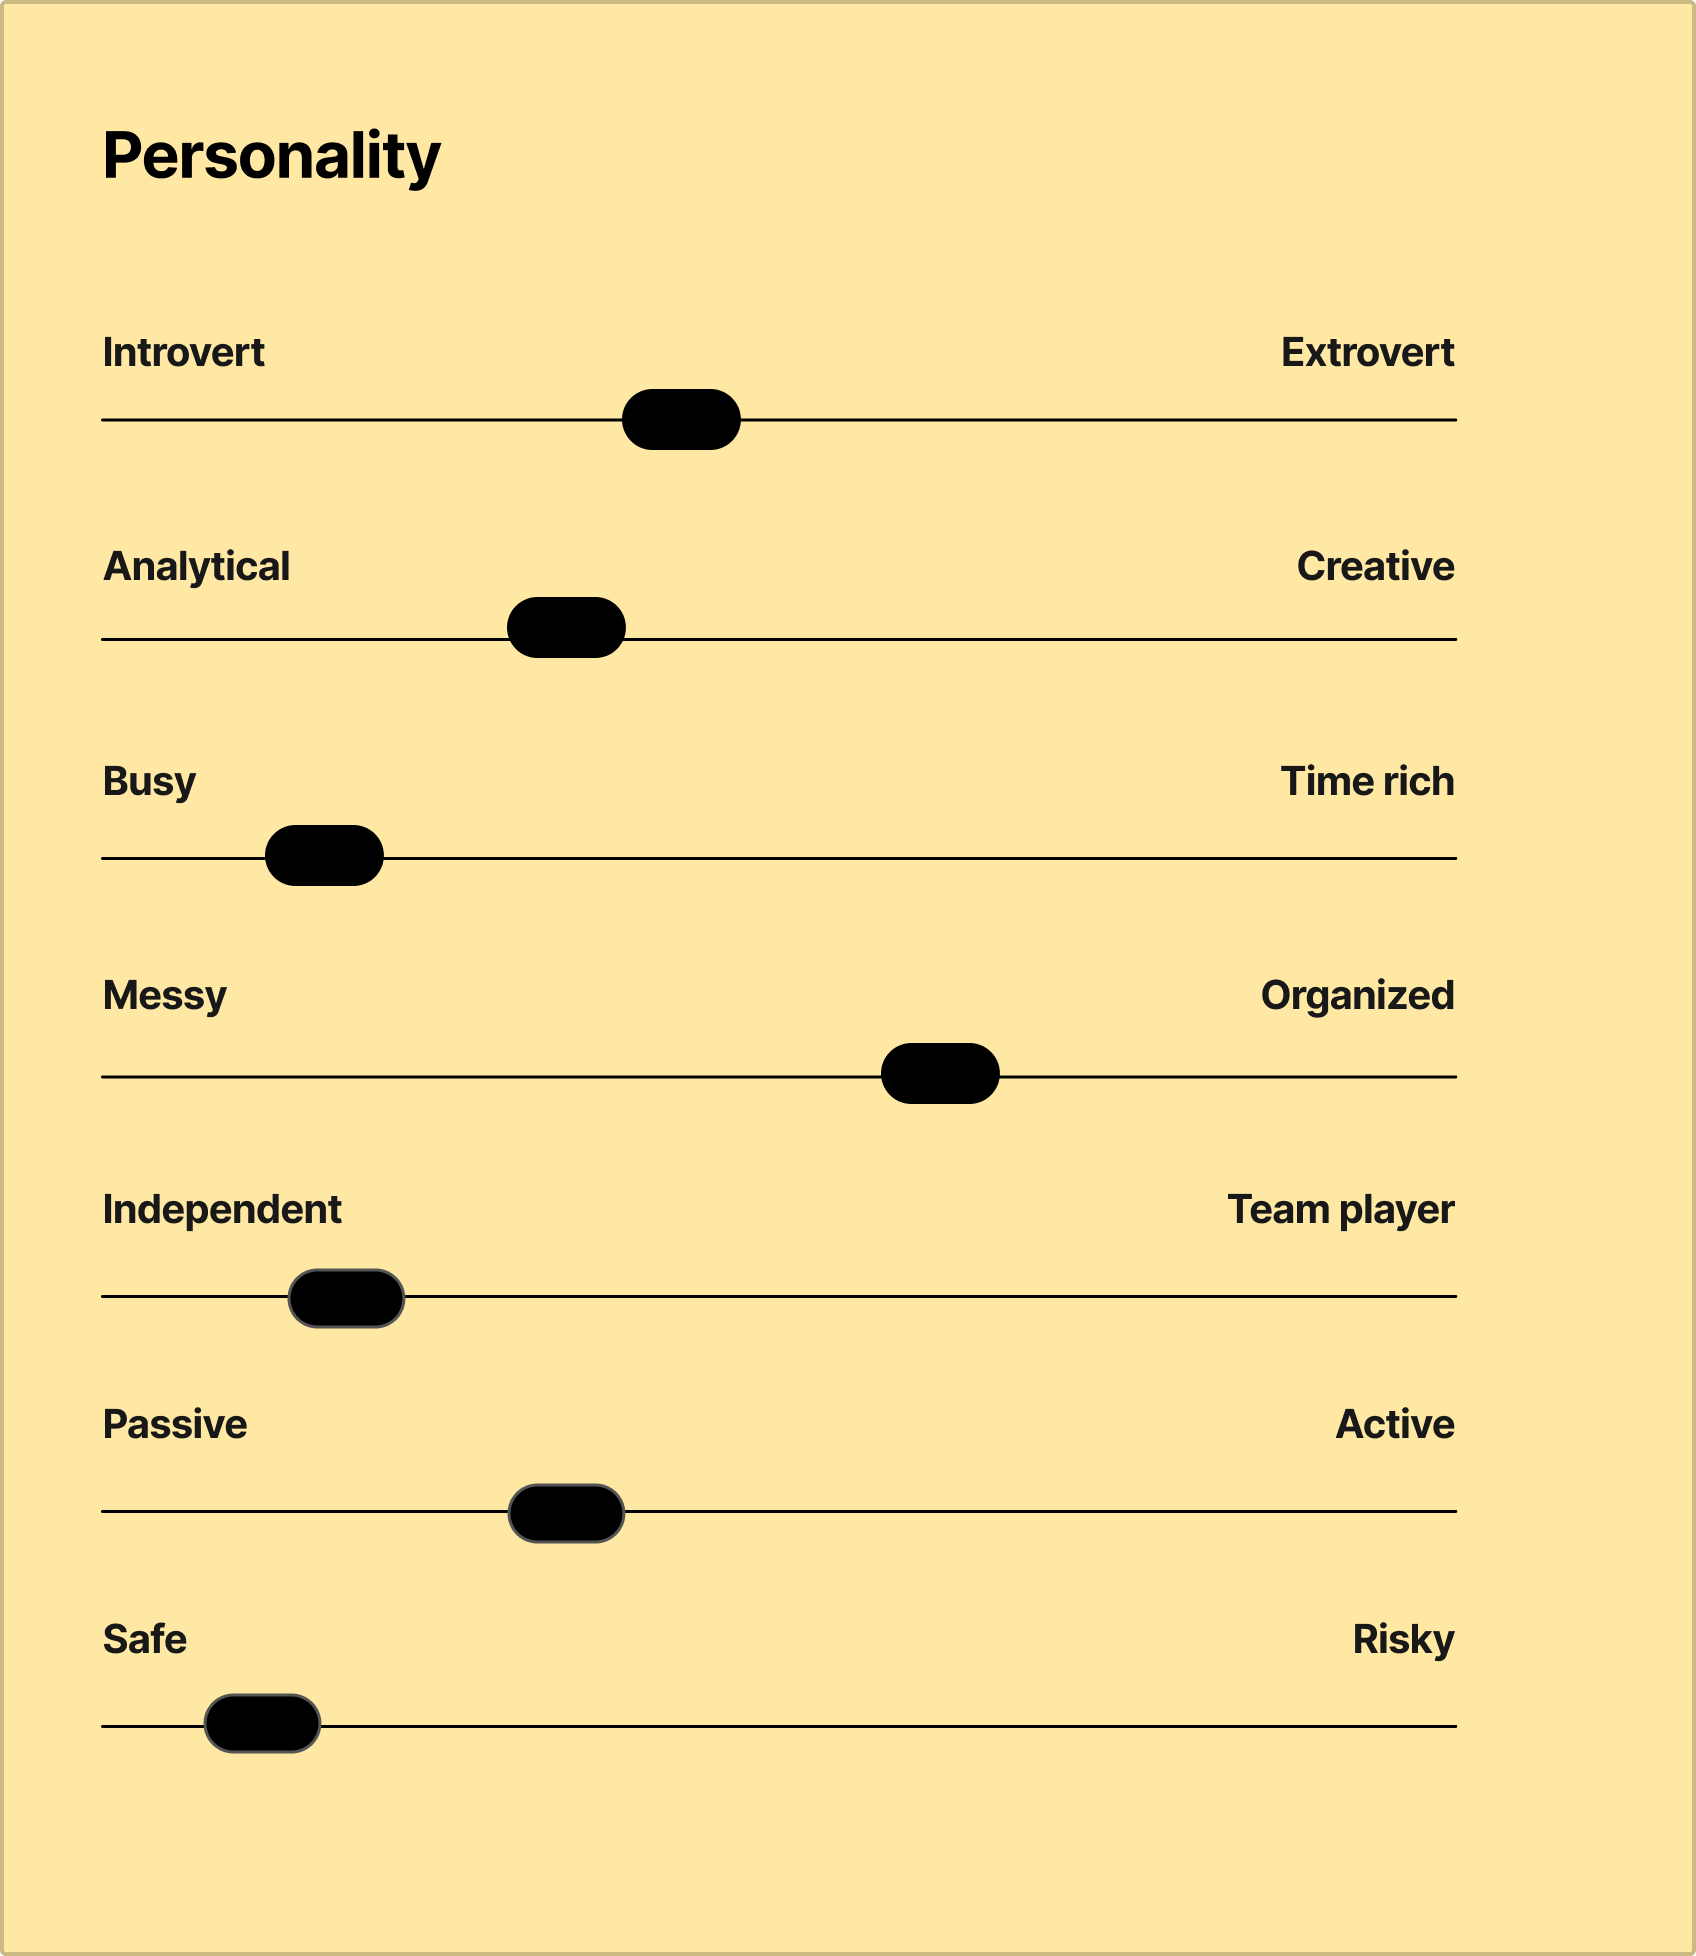 Personality
Introvert Extrovert
Analytical Creative
Busy Time rich
Messy Organized
Independent Team player
Passive Active
Safe Risky